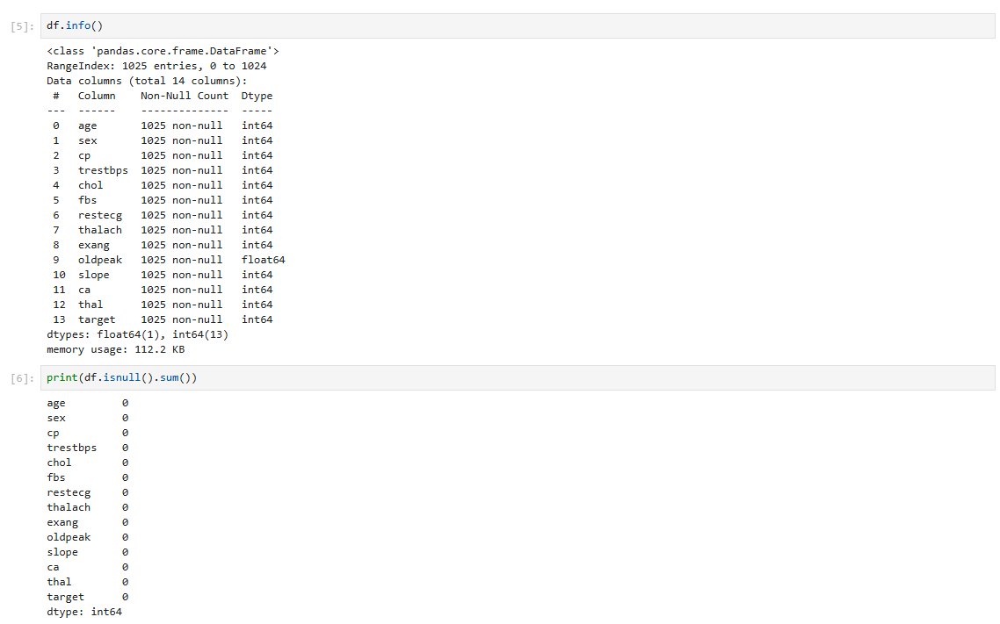 [5]: df.info()
<class 'pandas.core.frame.DataFrame'>
RangeIndex: 1025 entries, 0 to 1024
Data columns (total 14 columns):
 #   Column    Non-Null Count  Dtype
---  ------    --------------  -----
 0   age       1025 non-null   int64
 1   sex       1025 non-null   int64
 2   cp        1025 non-null   int64
 3   trestbps  1025 non-null   int64
 4   chol      1025 non-null   int64
 5   fbs       1025 non-null   int64
 6   restecg   1025 non-null   int64
 7   thalach   1025 non-null   int64
 8   exang     1025 non-null   int64
 9   oldpeak   1025 non-null   float64
 10  slope     1025 non-null   int64
 11  ca        1025 non-null   int64
 12  thal      1025 non-null   int64
 13  target    1025 non-null   int64
dtypes: float64(1), int64(13)
memory usage: 112.2 KB
[6]: print(df.isnull().sum())
age         0
sex         0
cp          0
trestbps    0
chol        0
fbs         0
restecg     0
thalach     0
exang       0
oldpeak     0
slope       0
ca          0
thal        0
target      0
dtype: int64